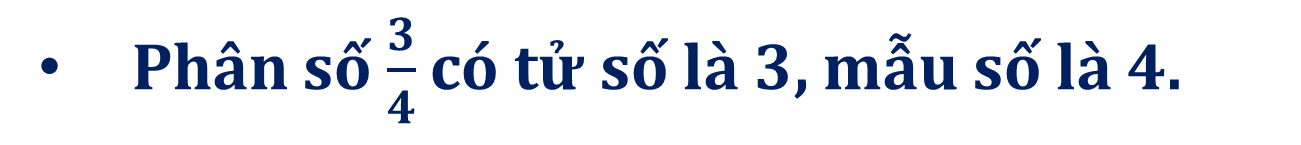 • Phân số 3/4 có tử số là 3, mẫu số là 4.